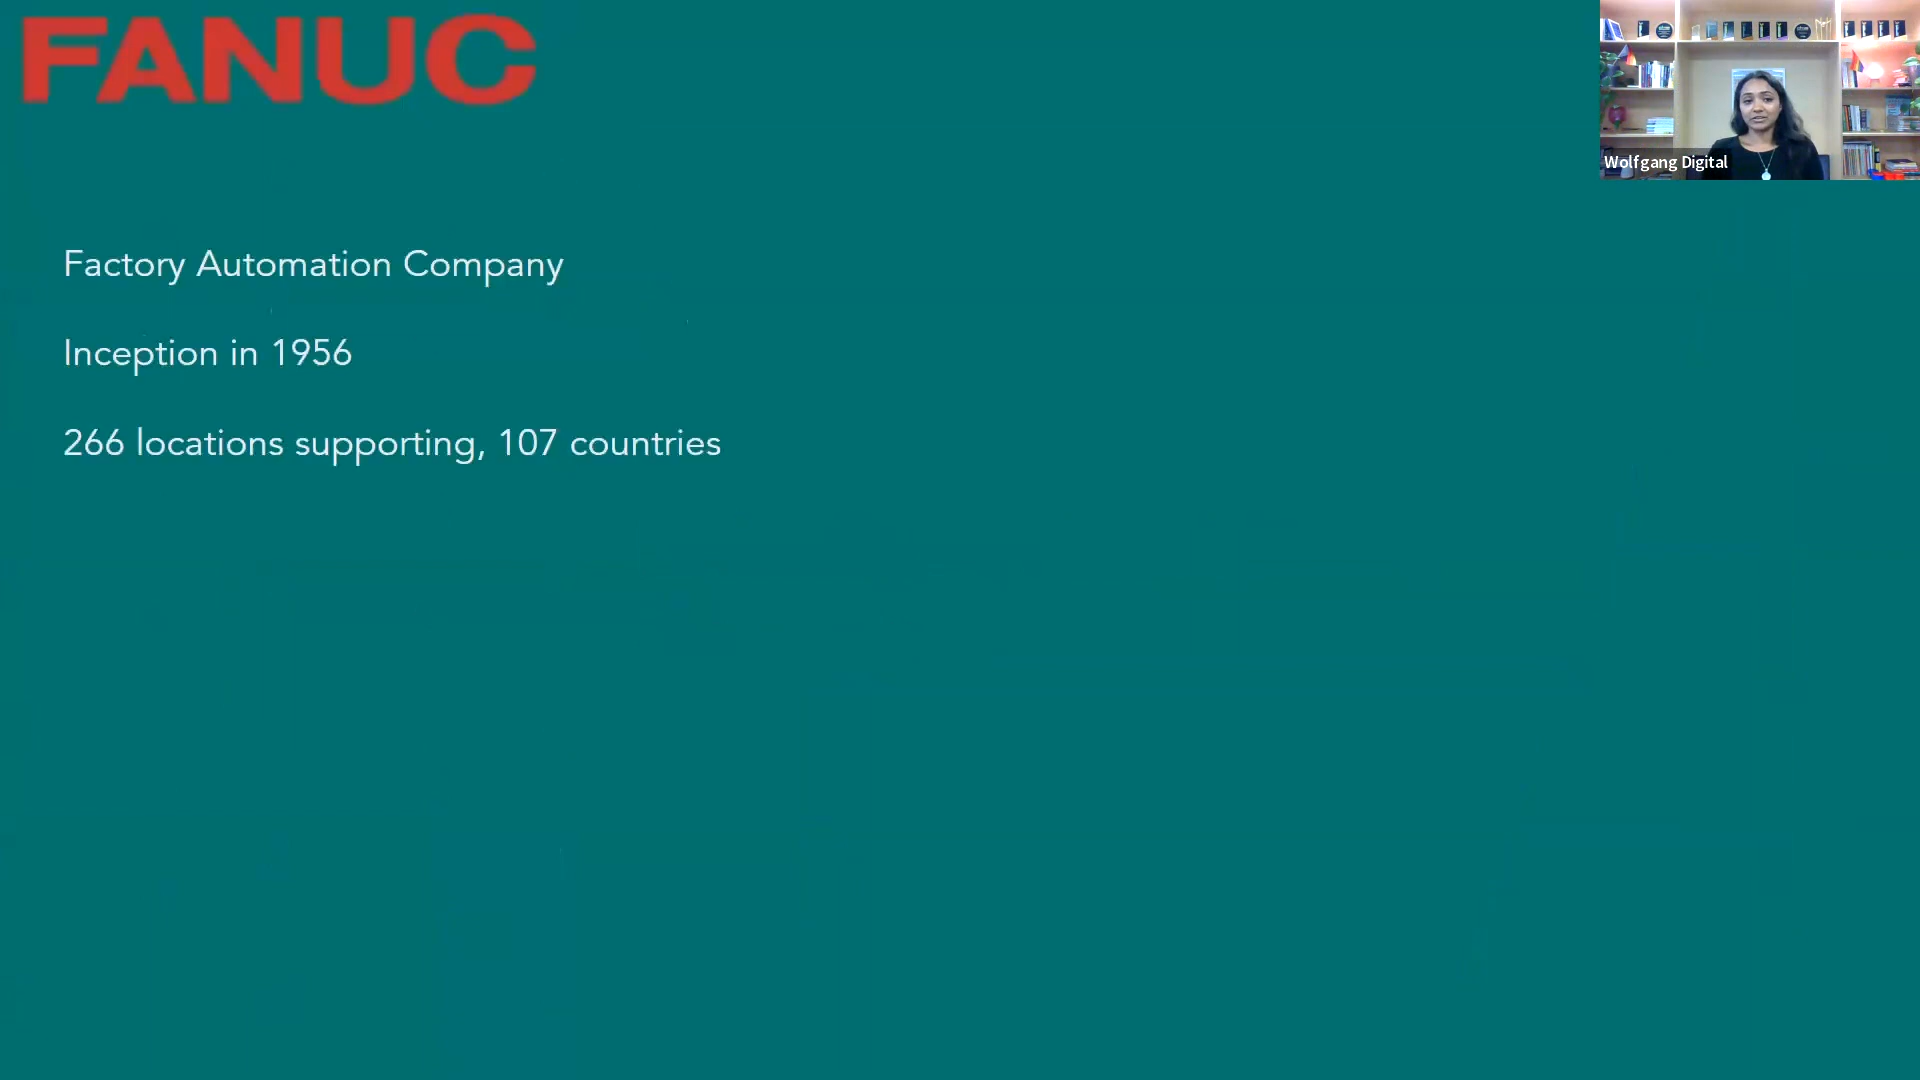 FANUC
Wolfgang Digital
Factory Automation Company
Inception in 1956
266 locations supporting, 107 countries